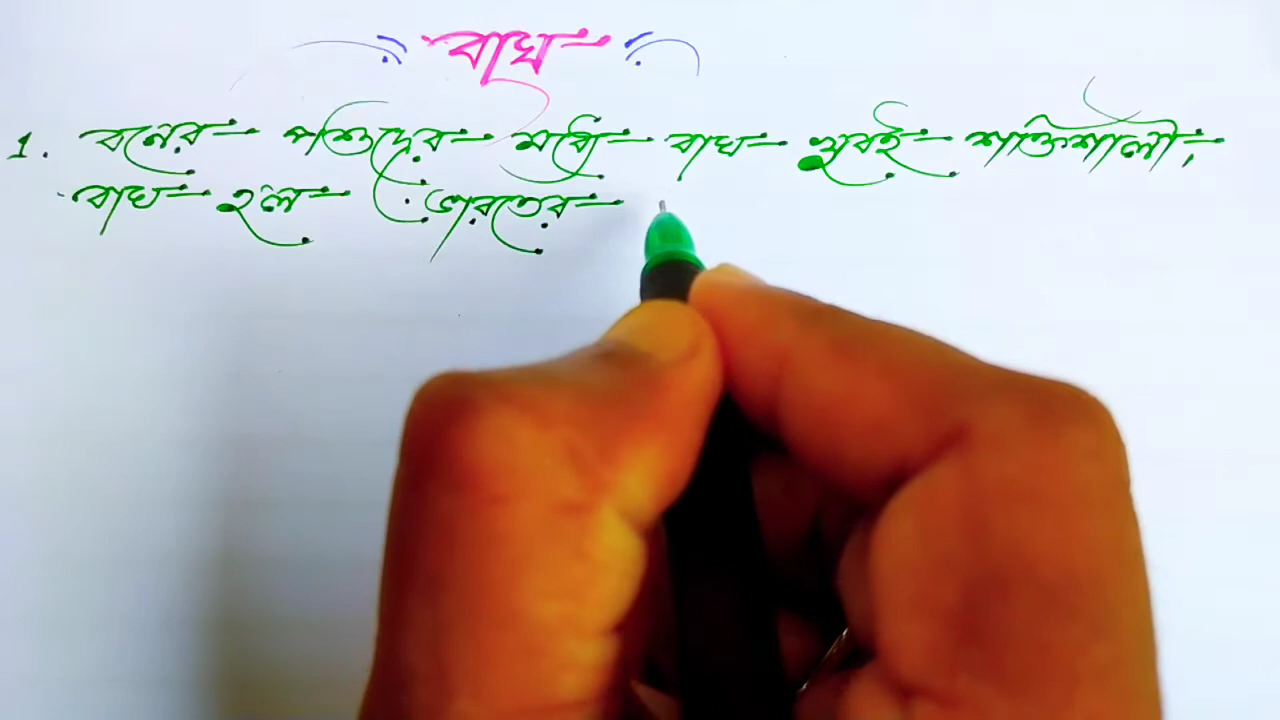 বাঘ
1. বনের পশুদের মধ্যে বাঘ খুবই শক্তিশালী,
বাঘ হল ভারতের